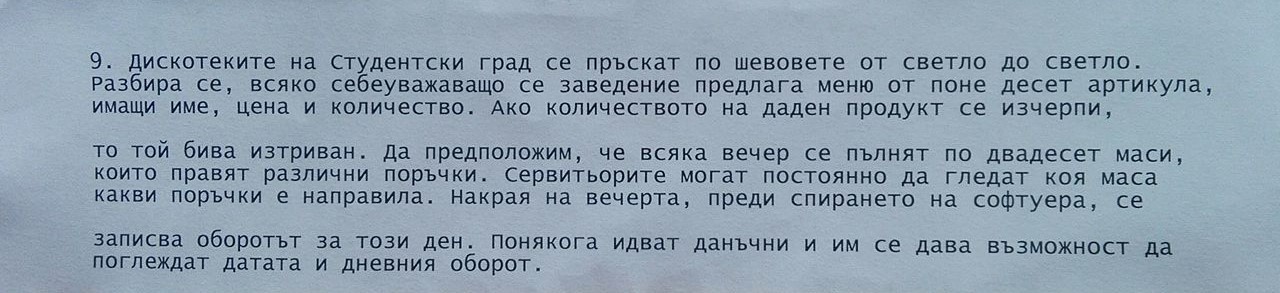 9. Дискотеките на Студентски град се пръскат по шевовете от светло до светло.
Разбира се, всяко себеуважаващо се заведение предлага меню от поне десет артикула,
имащи име, цена и количество. Ако количеството на даден продукт се изчерпи,
то той бива изтриван. Да предположим, че всяка вечер се пълнят по двадесет маси,
които правят различни поръчки. Сервитьорите могат постоянно да гледат коя маса
какви поръчки е направила. Накрая на вечерта, преди спирането на софтуера, се
записва оборотът за този ден. Понякога идват данъчни и им се дава възможност да
поглеждат датата и дневния оборот.